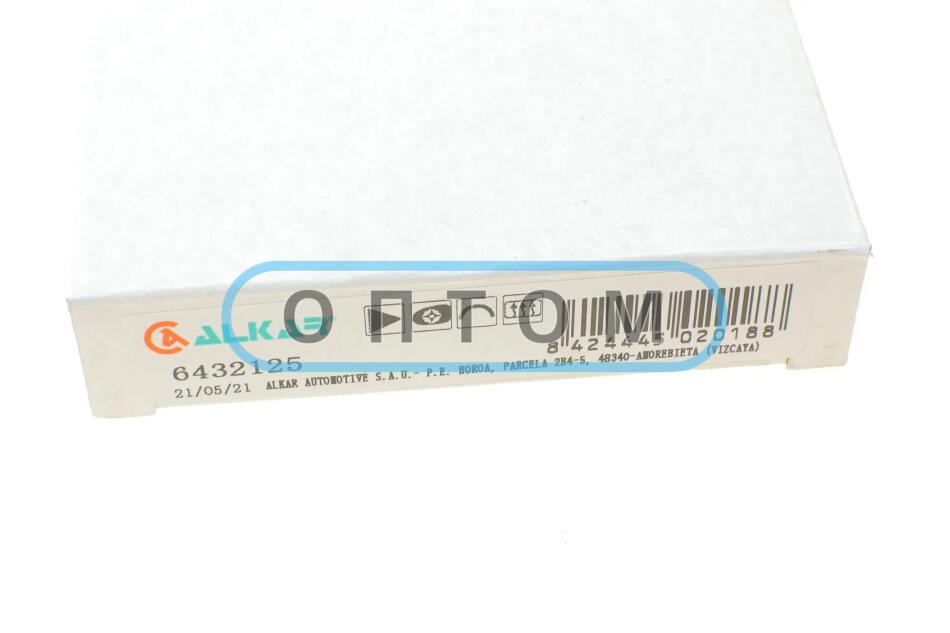 ОПТОМ
ALKAR
8 424445 020188
6432125
21/05/21 ALKAR AUTOMOTIVE S.A.U.- P.E. BOROA, PARCELA 2B4-5, 48340-AMOREBIETA (VIZCAYA)